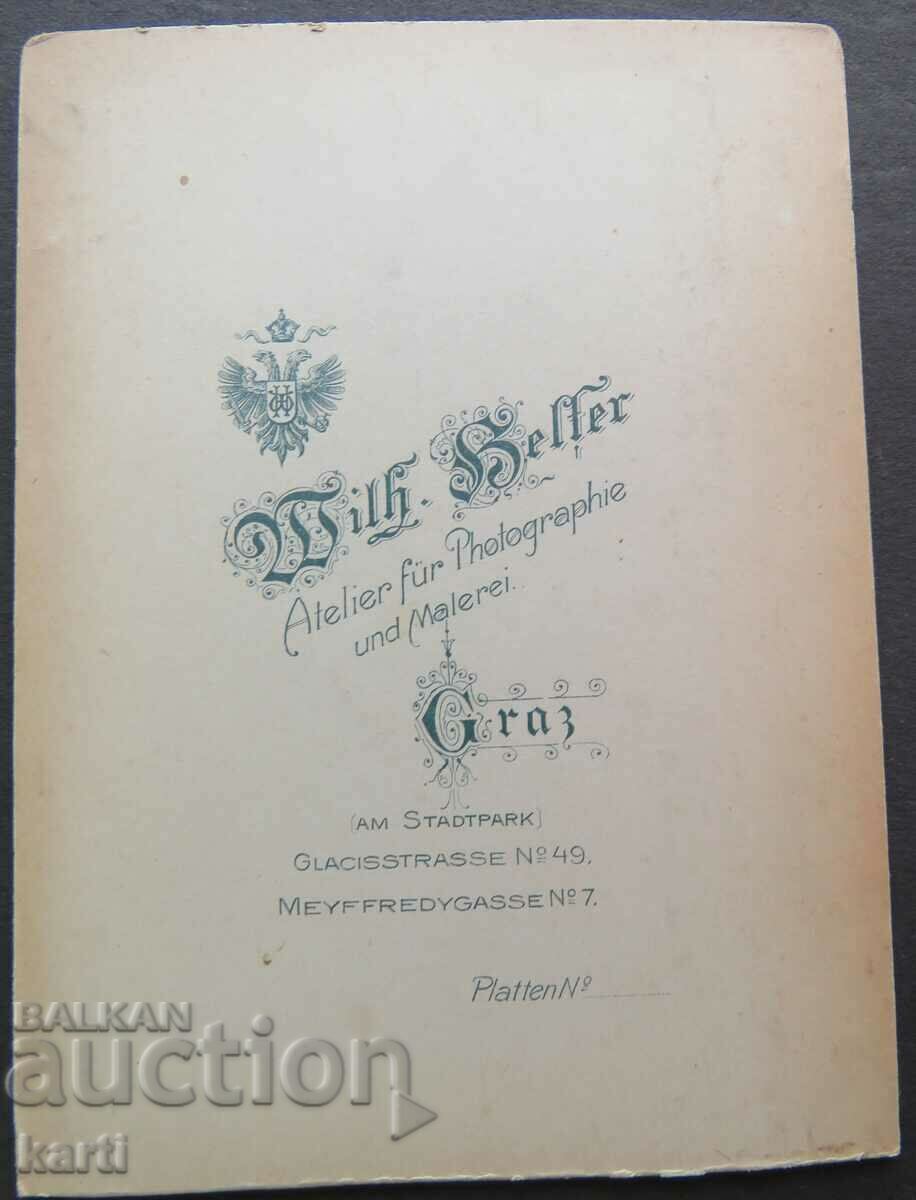 Wilh. Helfer
Atelier für Photographie
und Malerei.
Graz
(AM STADTPARK)
GLACISSTRASSE Nº 49.
MEYFFREDYGASSE Nº 7.
Platten Nº
BALKAN
auction
karti